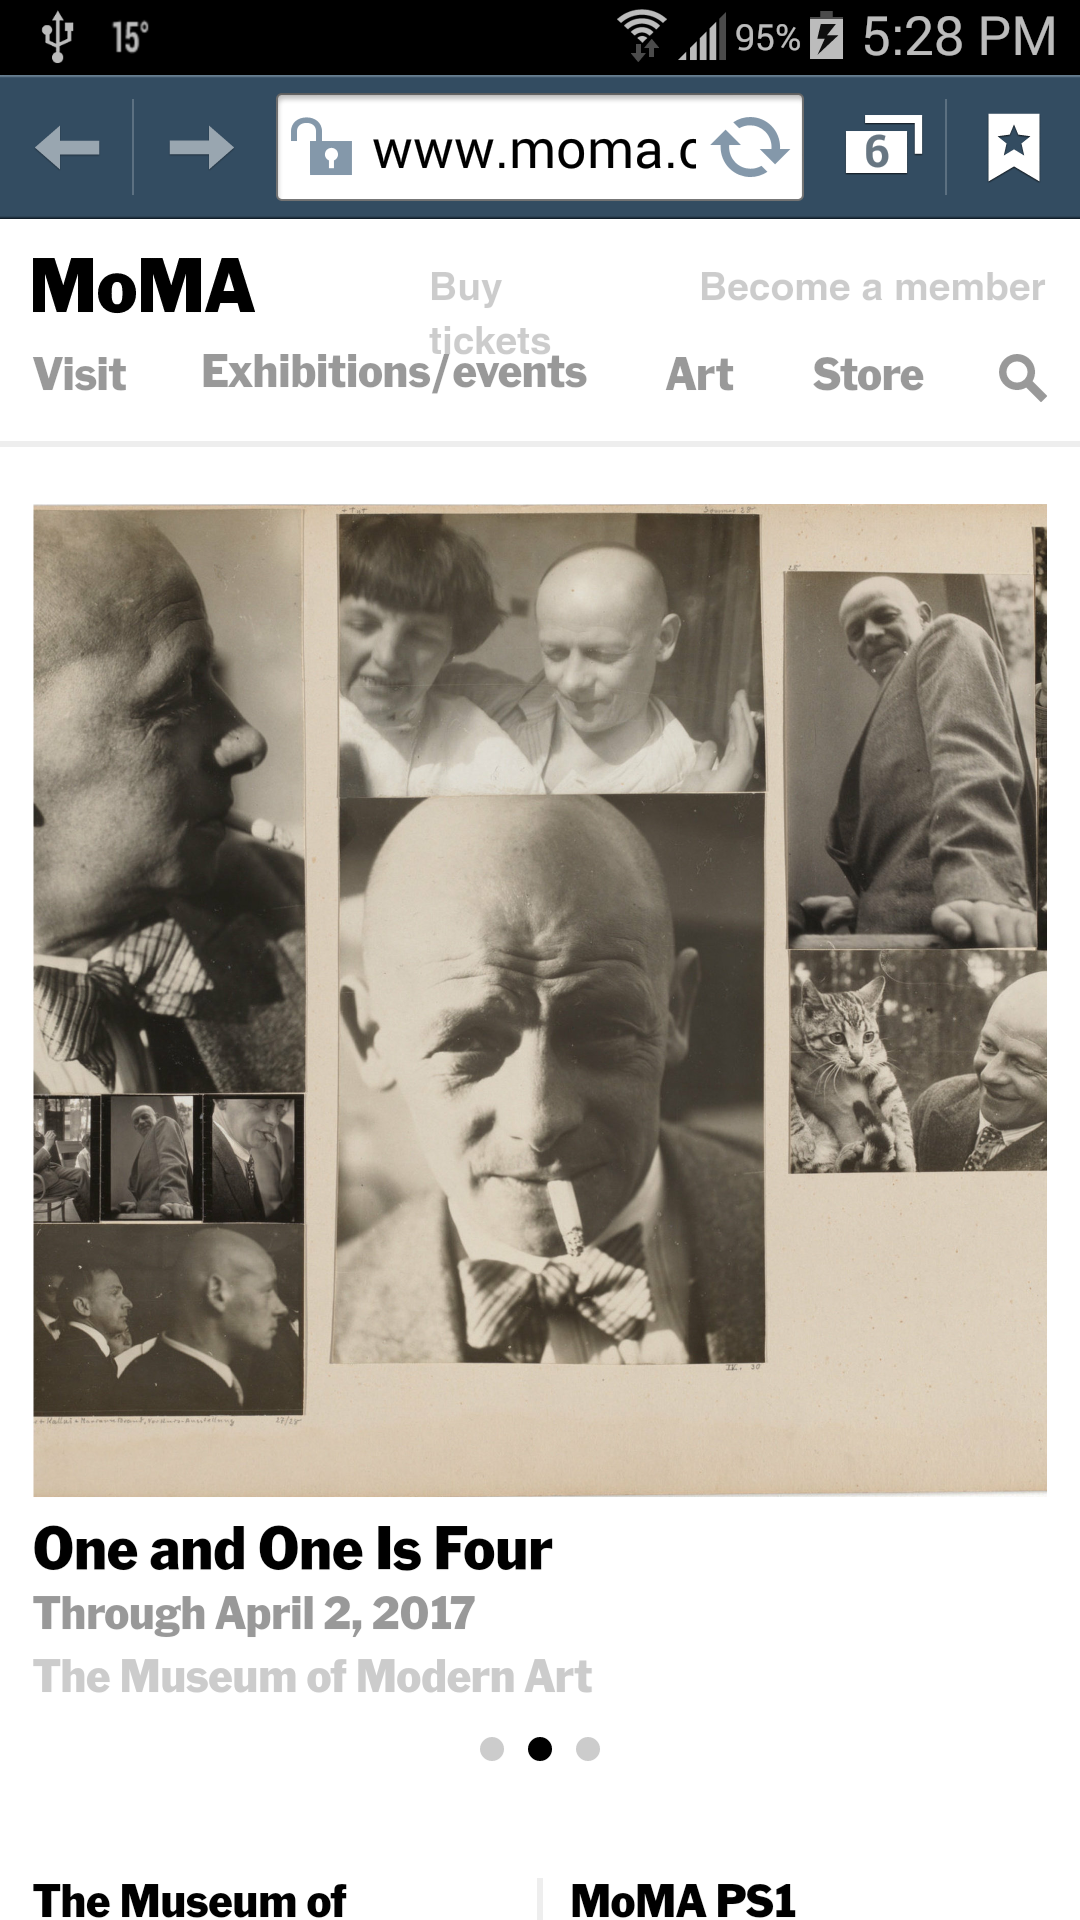 15°
95%
5:28 PM
www.moma.c
6
MoMA
Buy tickets
Become a member
Visit
Exhibitions/events
Art
Store
One and One Is Four
Through April 2, 2017
The Museum of Modern Art
The Museum of
MoMA PS1